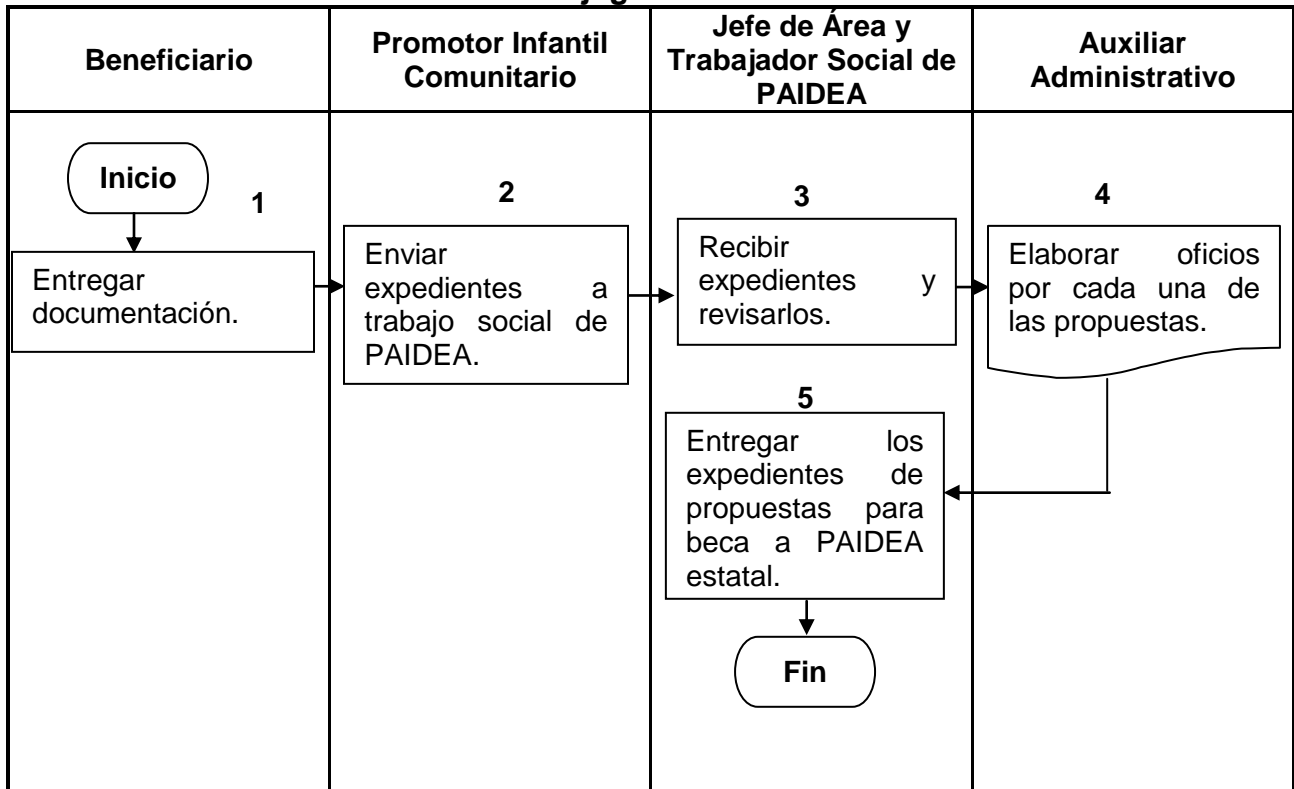 Beneficiario
Promotor Infantil
Comunitario
Jefe de Área y
Trabajador Social de
PAIDEA
Auxiliar
Administrativo
Inicio
1
Entregar
documentación.
2
Enviar
expedientes a
trabajo social de
PAIDEA.
3
Recibir
expedientes y
revisarlos.
4
Elaborar oficios
por cada una de
las propuestas.
5
Entregar los
expedientes de
propuestas para
beca a PAIDEA
estatal.
Fin